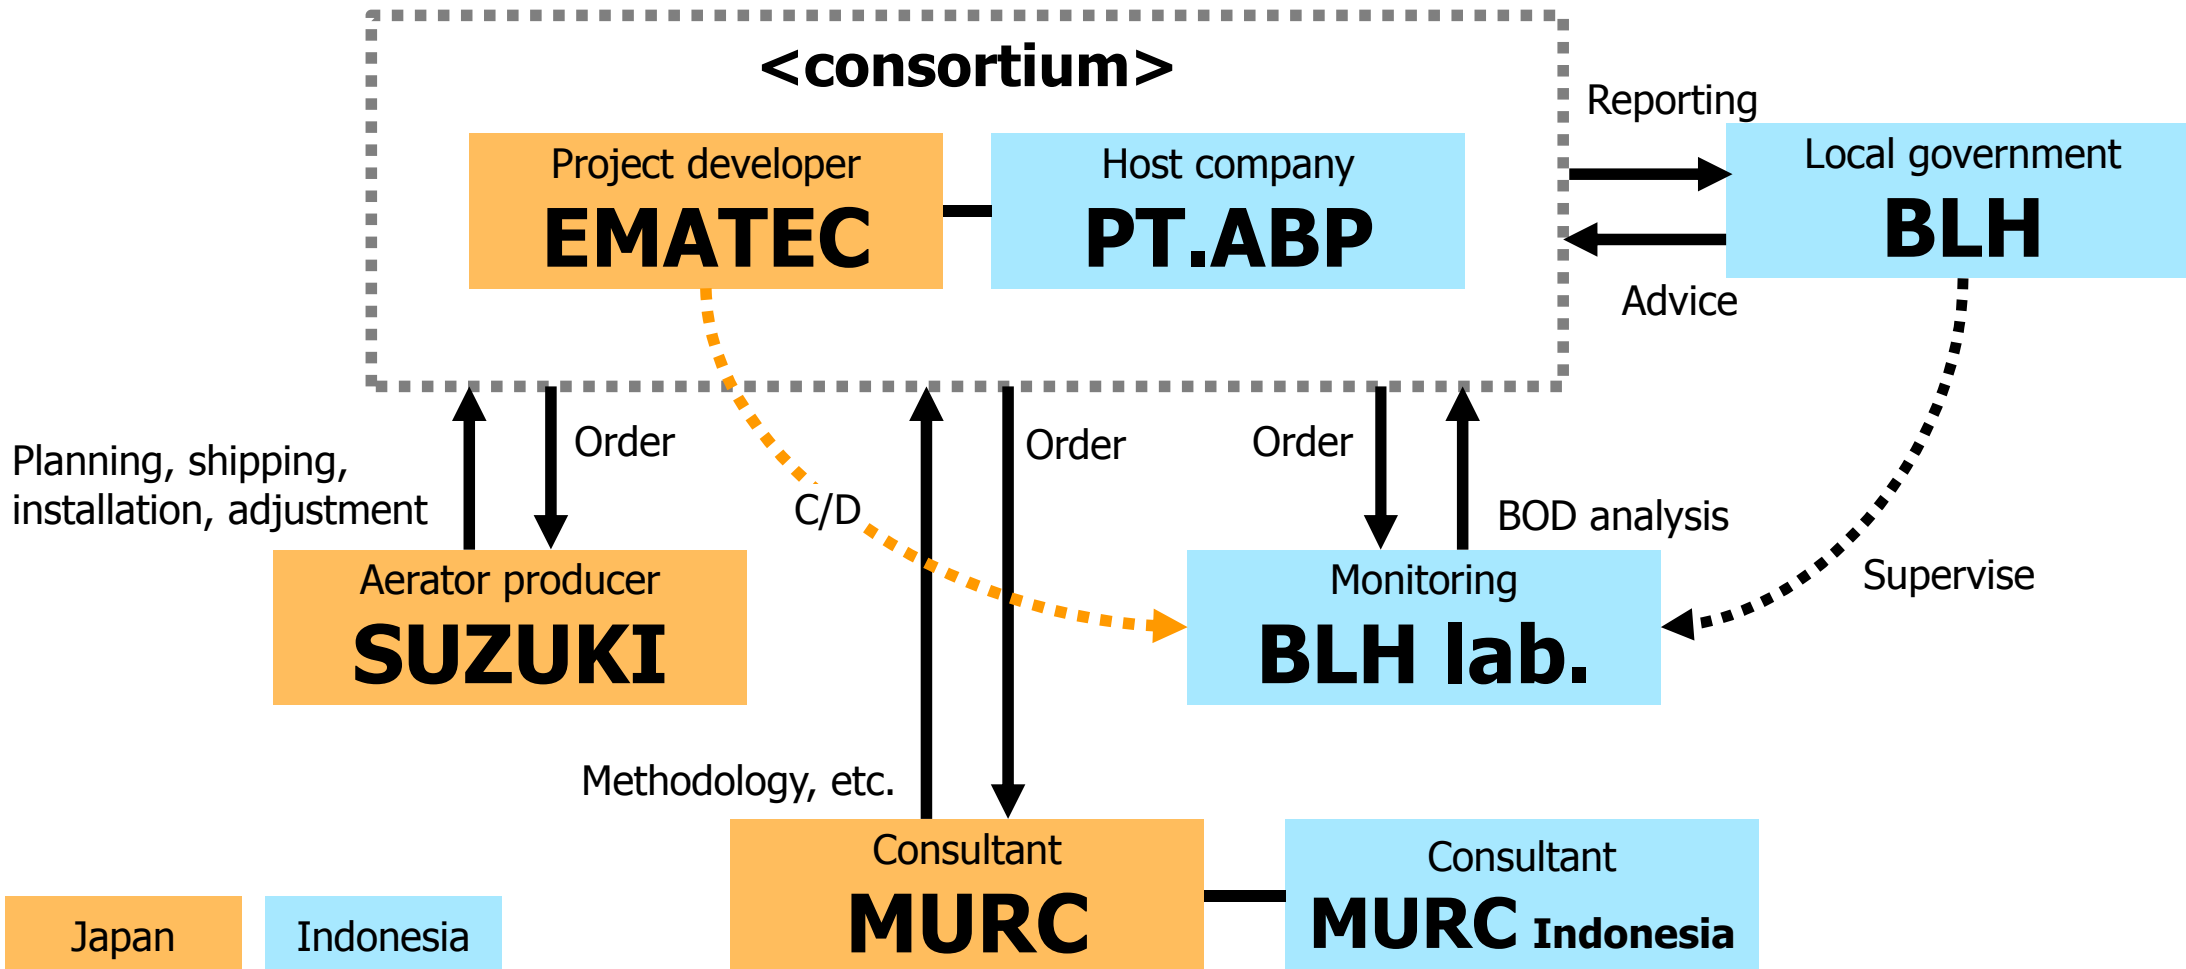 <consortium>
Project developer
EMATEC
Host company
PT.ABP
Reporting
Local government
BLH
Advice
Planning, shipping,
installation, adjustment
Order
C/D
Order
Order
BOD analysis
Supervise
Aerator producer
SUZUKI
Monitoring
BLH lab.
Methodology, etc.
Consultant
MURC
Consultant
MURC Indonesia
Japan
Indonesia